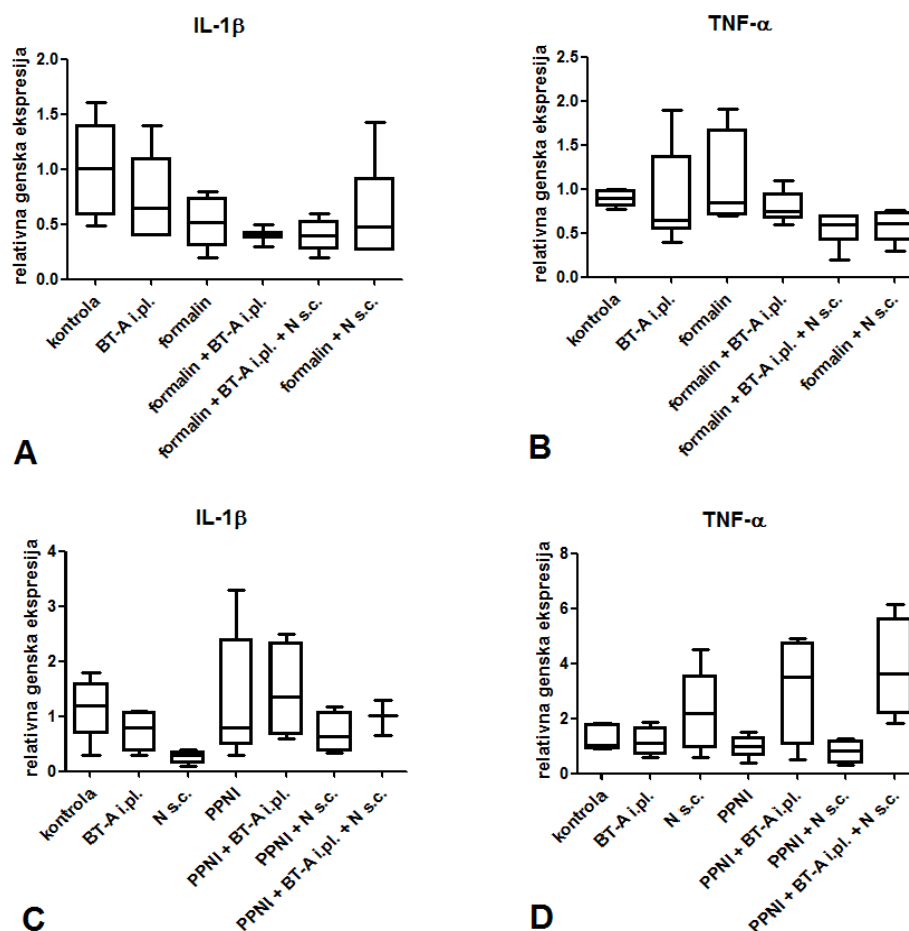 IL-1β
relativna genska ekspresija
2.0
1.5
1.0
0.5
0.0
kontrola
BT-A i.pl.
formalin
formalin + BT-A i.pl.
formalin + BT-A i.pl. + N s.c.
formalin + N s.c.
A
TNF-α
relativna genska ekspresija
2.5
2.0
1.5
1.0
0.5
0.0
kontrola
BT-A i.pl.
formalin
formalin + BT-A i.pl.
formalin + BT-A i.pl. + N s.c.
formalin + N s.c.
B
IL-1β
relativna genska ekspresija
4
3
2
1
0
kontrola
BT-A i.pl.
N s.c.
PPNI
PPNI + BT-A i.pl.
PPNI + N s.c.
PPNI + BT-A i.pl. + N s.c.
C
TNF-α
relativna genska ekspresija
8
6
4
2
0
kontrola
BT-A i.pl.
N s.c.
PPNI
PPNI + BT-A i.pl.
PPNI + N s.c.
PPNI + BT-A i.pl. + N s.c.
D